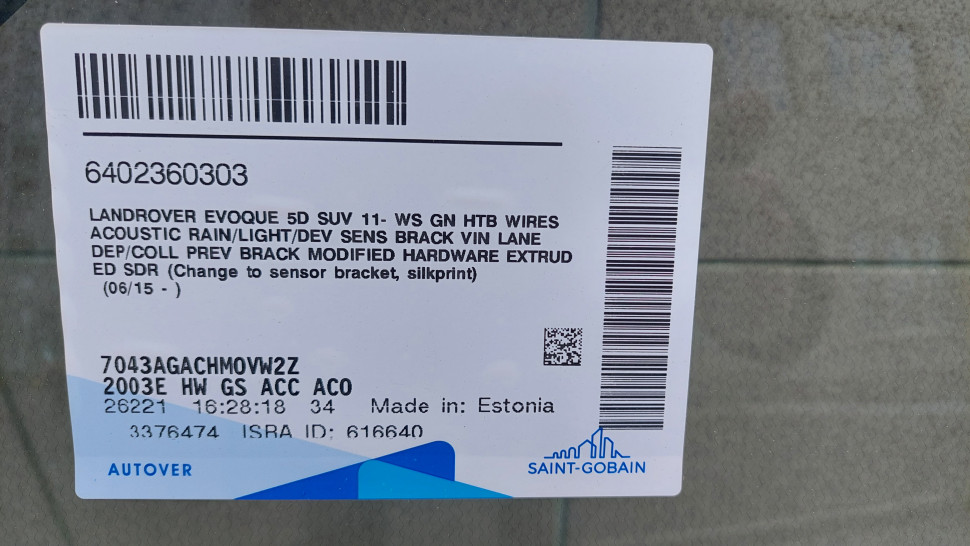 6402360303
LANDROVER EVOQUE 5D SUV 11- WS GN HTB WIRES
ACOUSTIC RAIN/LIGHT/DEV SENS BRACK VIN LANE
DEP/COLL PREV BRACK MODIFIED HARDWARE EXTRUD
ED SDR (Change to sensor bracket, silkprint)
(06/15 - )
7043AGACHMOVW2Z
2003E HW GS ACC ACO
26221 16:28:18 34 Made in: Estonia
3376474 ISRA ID: 616640
AUTOVER
SAINT-GOBAIN